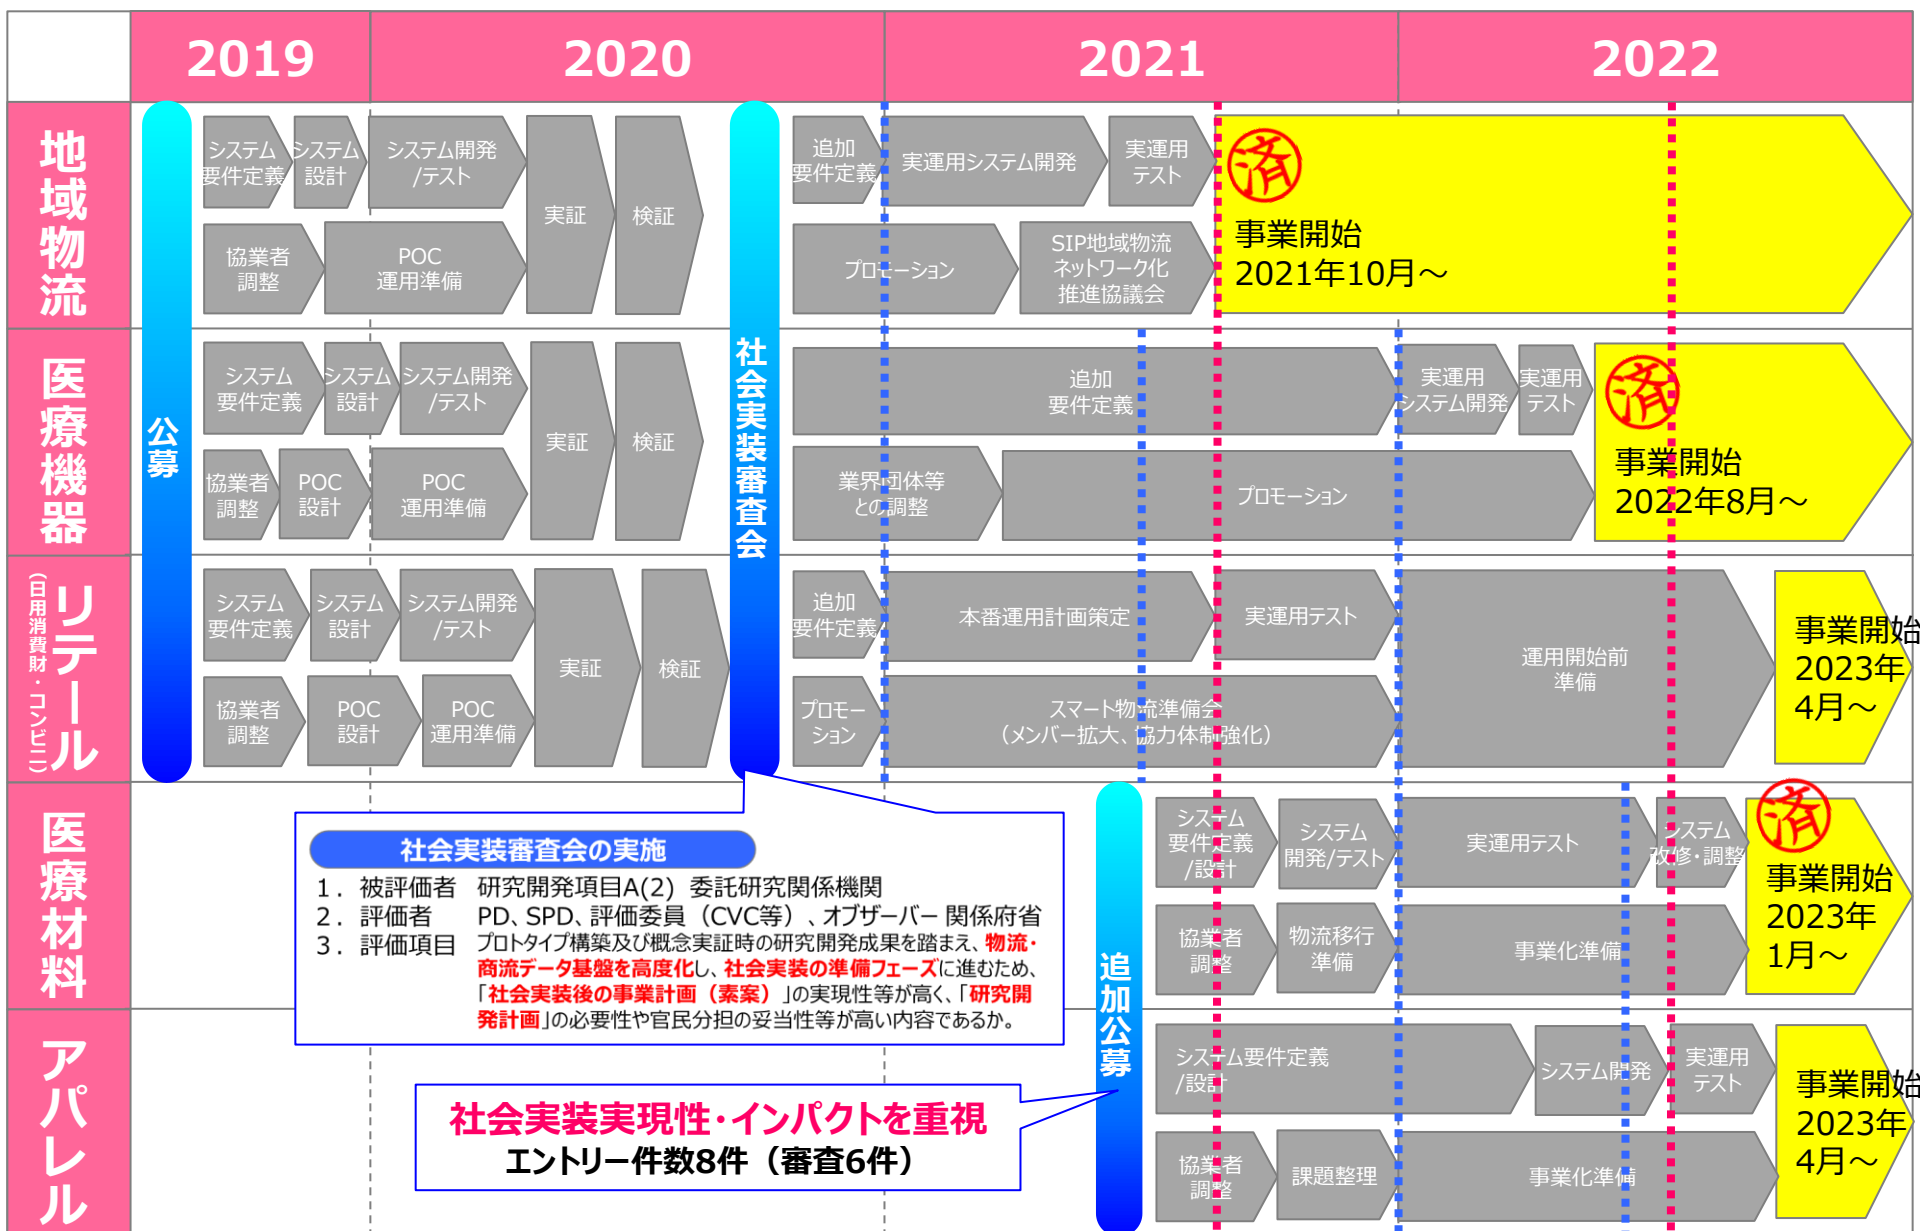 2019
2020
2021
2022
地域物流
公募
システム
要件定義
システム
設計
システム開発
/テスト
協業者
調整
POC
運用準備
実証
検証
社会実装審査会
追加
要件定義
実運用システム開発
実運用
テスト
プロモーション
SIP地域物流
ネットワーク化
推進協議会
済
事業開始
2021年10月～
医療機器
システム
要件定義
システム
設計
システム開発
/テスト
協業者
調整
POC
設計
POC
運用準備
実証
検証
追加
要件定義
実運用
システム開発
実運用
テスト
業界団体等
との調整
プロモーション
済
事業開始
2022年8月～
リテール
（日用消費財・コンビニ）
システム
要件定義
システム
設計
システム開発
/テスト
協業者
調整
POC
設計
POC
運用準備
実証
検証
追加
要件定義
本番運用計画策定
実運用テスト
プロモー
ション
スマート物流準備会
（メンバー拡大、協力体制強化）
運用開始前
準備
事業開始
2023年
4月～
医療材料
追加公募
システム
要件定義
/設計
システム
開発/テスト
実運用テスト
システム
改修・調整
協業者
調整
物流移行
準備
事業化準備
済
事業開始
2023年
1月～
アパレル
システム要件定義
/設計
システム開発
実運用
テスト
協業者
調整
課題整理
事業化準備
事業開始
2023年
4月～
社会実装審査会の実施
1. 被評価者 研究開発項目A(2) 委託研究関係機関
2. 評価者 PD、SPD、評価委員（CVC等）、オブザーバー 関係府省
3. 評価項目 プロトタイプ構築及び概念実証時の研究開発成果を踏まえ、物流・
商流データ基盤を高度化し、社会実装の準備フェーズに進むため、
「社会実装後の事業計画（素案）」の実現性等が高く、「研究開
発計画」の必要性や官民分担の妥当性等が高い内容であるか。
社会実装実現性・インパクトを重視
エントリー件数8件（審査6件）